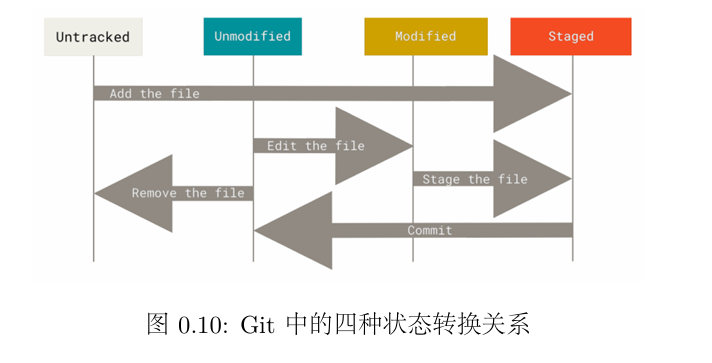 Untracked
Unmodified
Modified
Staged
Add the file
Edit the file
Stage the file
Remove the file
Commit
图 0.10: Git 中的四种状态转换关系